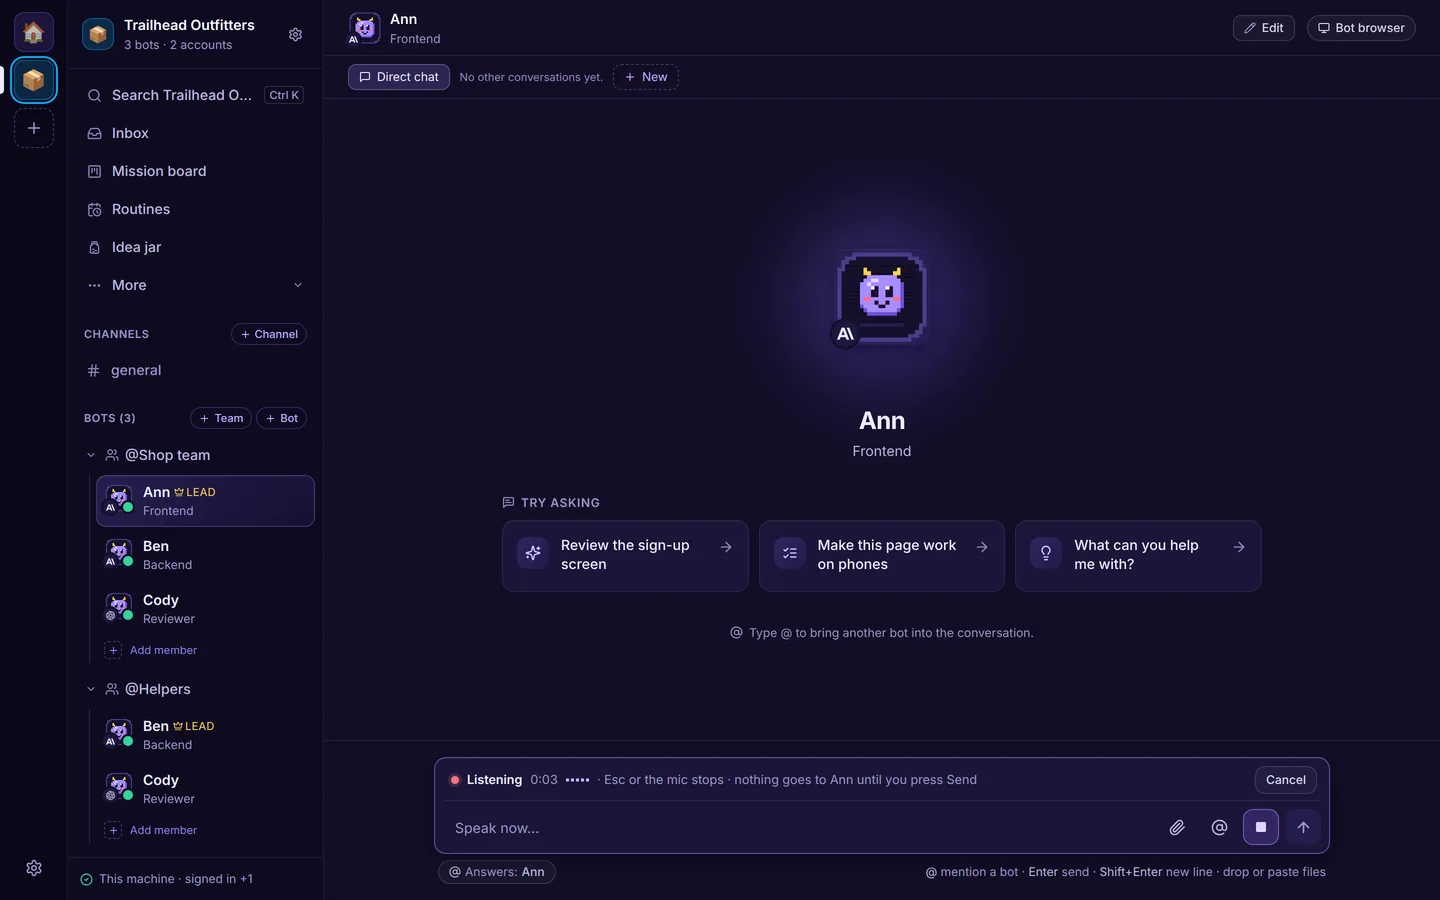 Trailhead Outfitters
3 bots · 2 accounts
Search Trailhead O... Ctrl K
Inbox
Mission board
Routines
Idea jar
More
CHANNELS
+ Channel
# general
BOTS (3)
+ Team
+ Bot
@Shop team
Ann LEAD
Frontend
Ben
Backend
Cody
Reviewer
+ Add member
@Helpers
Ben LEAD
Backend
Cody
Reviewer
+ Add member
This machine · signed in +1
Ann
Frontend
Edit
Bot browser
Direct chat
No other conversations yet.
+ New
Ann
Frontend
TRY ASKING
Review the sign-up
screen
Make this page work
on phones
What can you help
me with?
@ Type @ to bring another bot into the conversation.
Listening 0:03 · Esc or the mic stops · nothing goes to Ann until you press Send
Cancel
Speak now...
@ Answers: Ann
@ mention a bot · Enter send · Shift+Enter new line · drop or paste files